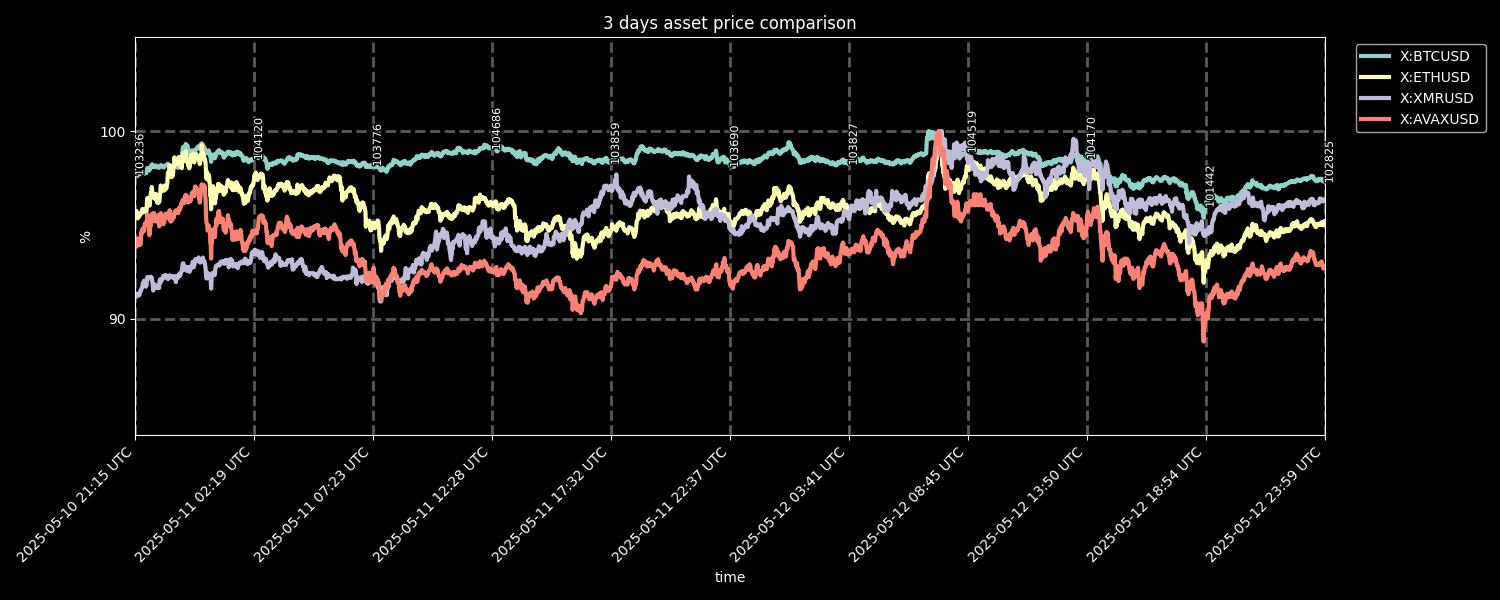 3 days asset price comparison
X:BTCUSD
X:ETHUSD
X:XMRUSD
X:AVAXUSD
%
100
90
103236
104120
103776
104686
103859
103690
103827
104519
104170
101442
102825
2025-05-10 21:15 UTC
2025-05-11 02:19 UTC
2025-05-11 07:23 UTC
2025-05-11 12:28 UTC
2025-05-11 17:32 UTC
2025-05-11 22:37 UTC
2025-05-12 03:41 UTC
2025-05-12 08:45 UTC
2025-05-12 13:50 UTC
2025-05-12 18:54 UTC
2025-05-12 23:59 UTC
time